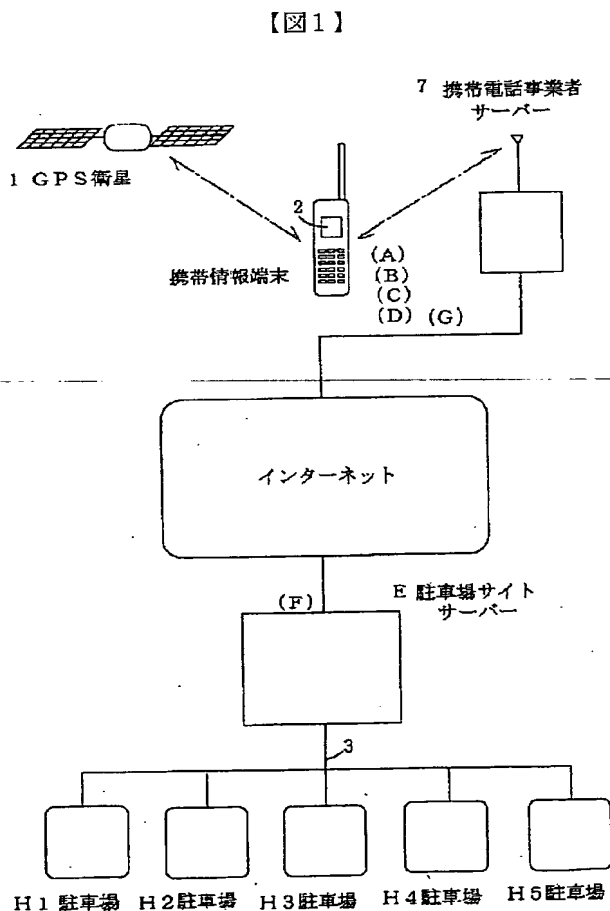 【図1】
7 携帯電話事業者
サーバー
1 GPS衛星
2
携帯情報端末
(A)
(B)
(C)
(D) (G)
インターネット
(F)
E 駐車場サイト
サーバー
3
H1 駐車場 H2駐車場 H3駐車場 H4駐車場 H5駐車場